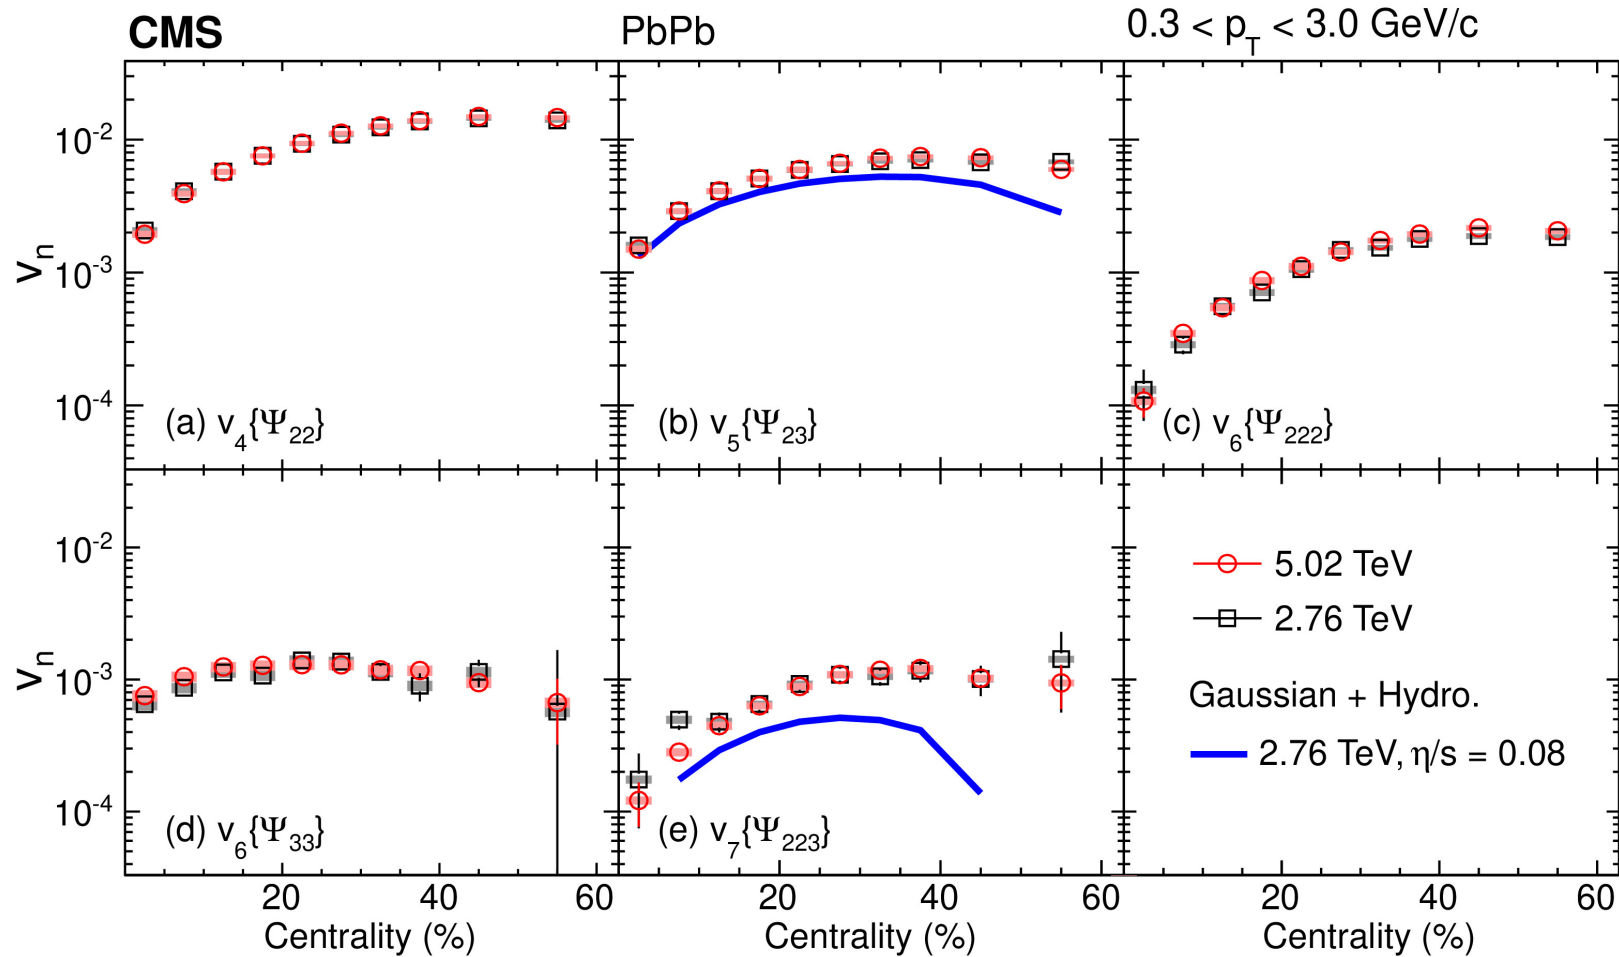 CMS PbPb 0.3 < p_T < 3.0 GeV/c
v_n
10^-2
10^-3
10^-4
(a) v_4{Ψ_22}
(b) v_5{Ψ_23}
(c) v_6{Ψ_222}
v_n
10^-2
10^-3
10^-4
(d) v_6{Ψ_33}
(e) v_7{Ψ_223}
5.02 TeV
2.76 TeV
Gaussian + Hydro.
2.76 TeV, η/s = 0.08
20 40 60 20 40 60 20 40 60
Centrality (%) Centrality (%) Centrality (%)